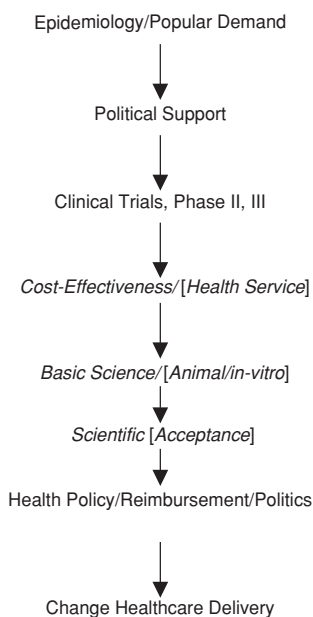 Epidemiology/Popular Demand
Political Support
Clinical Trials, Phase II, III
Cost-Effectiveness/[Health Service]
Basic Science/[Animal/in-vitro]
Scientific [Acceptance]
Health Policy/Reimbursement/Politics
Change Healthcare Delivery